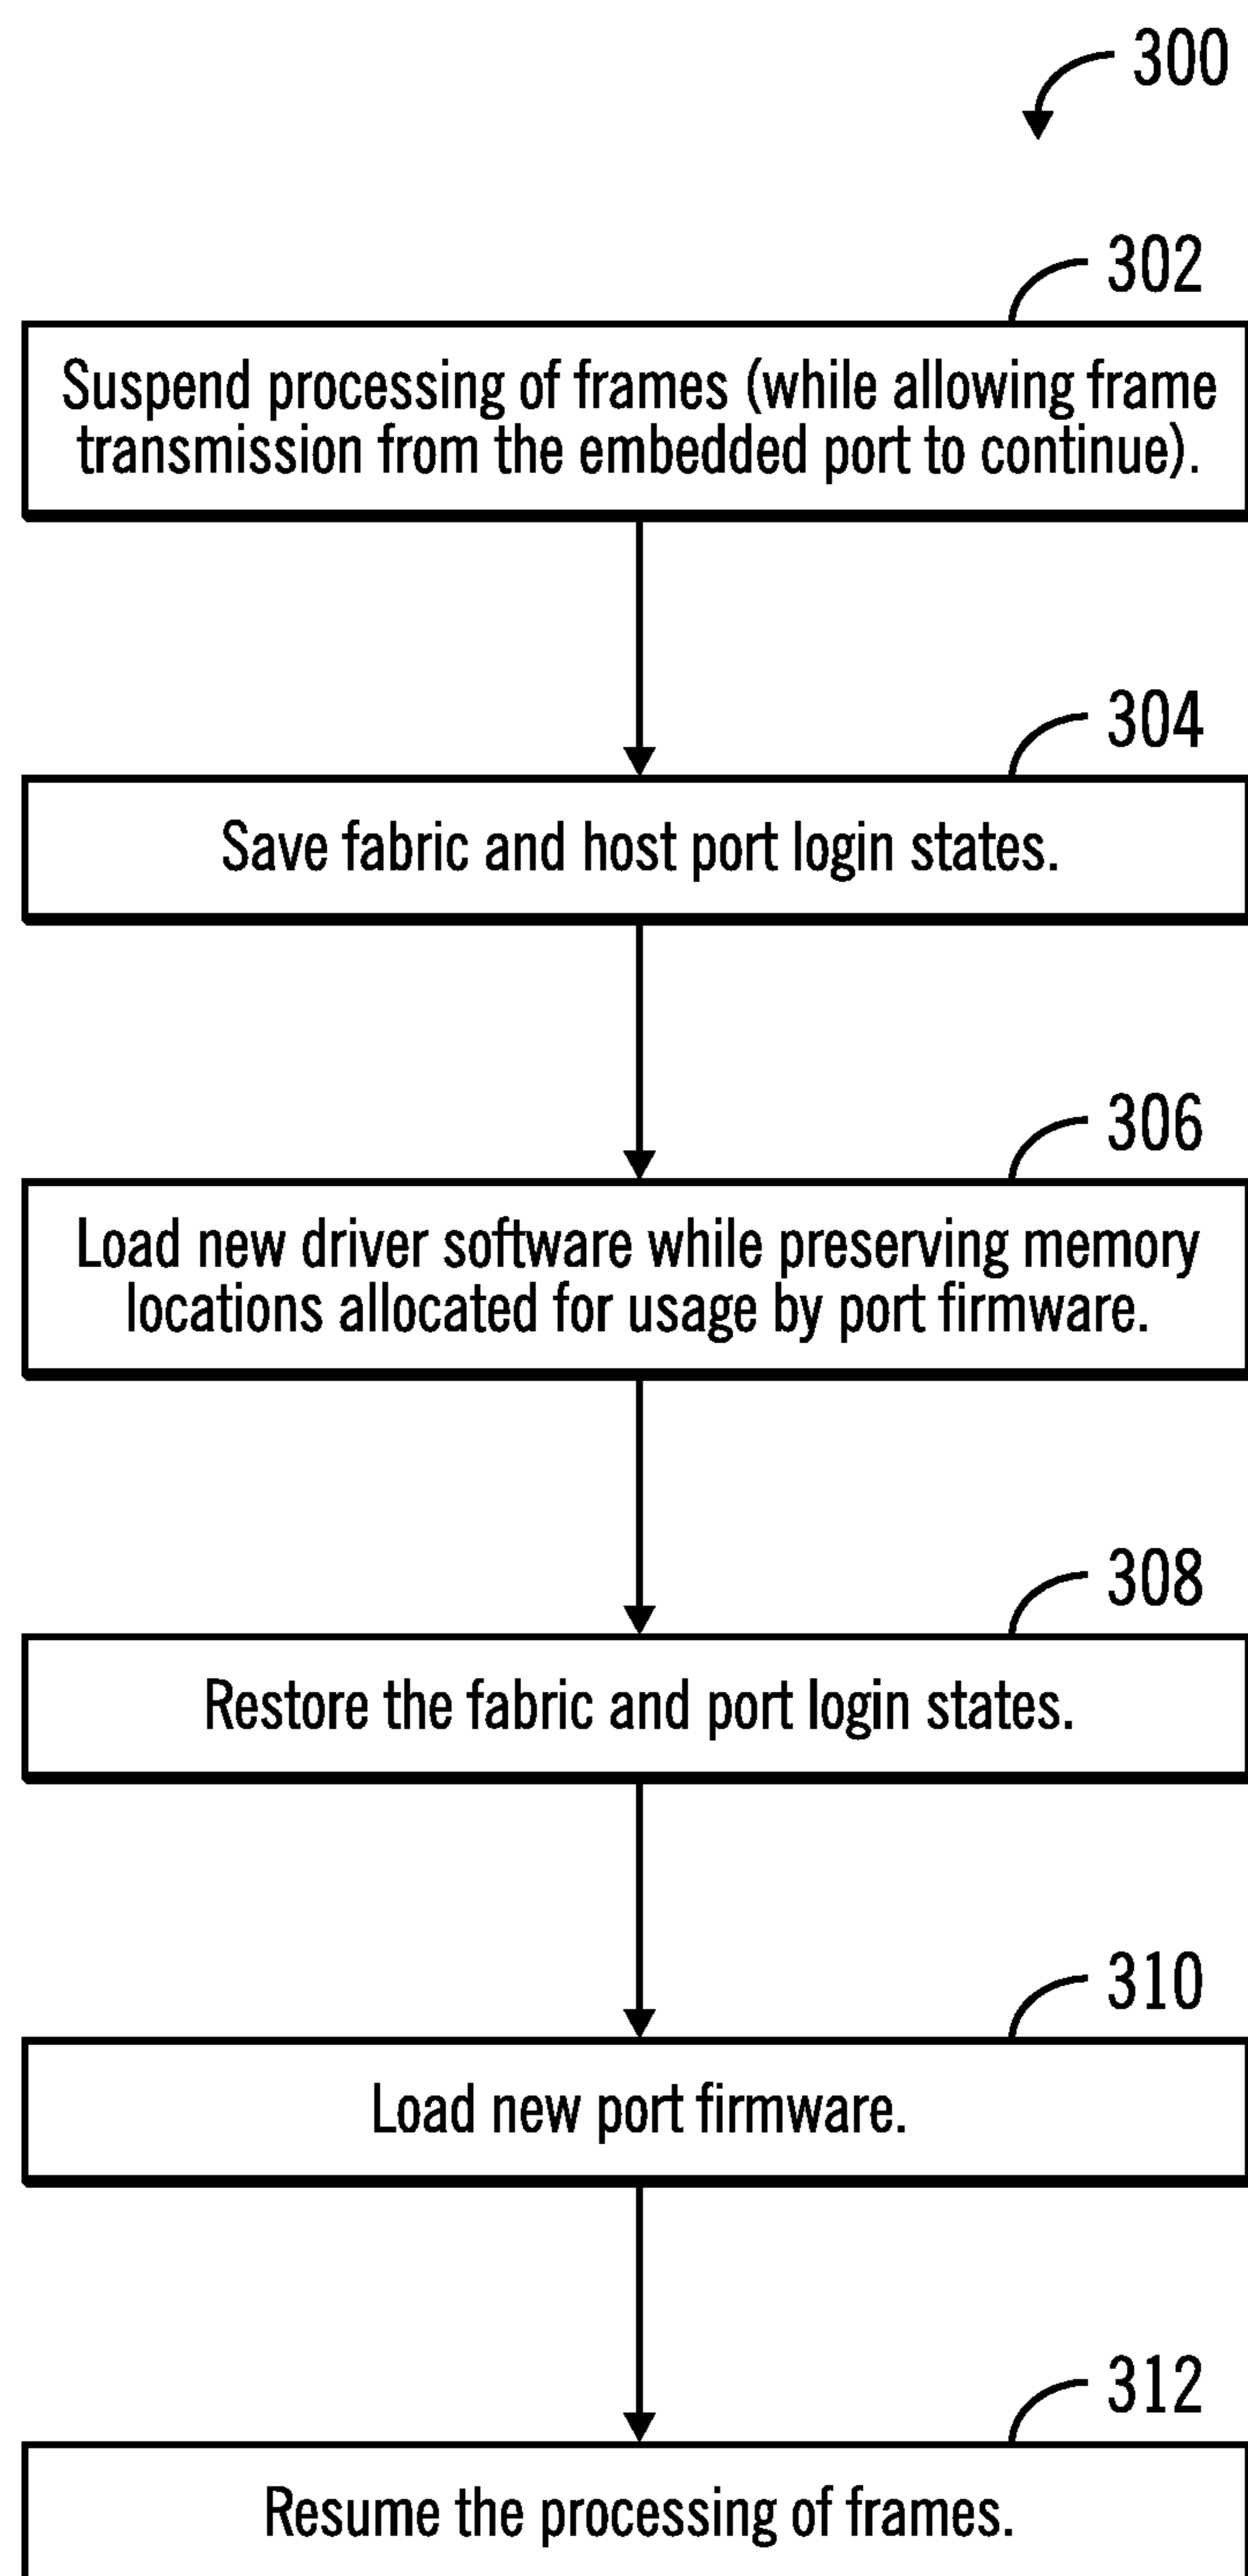 300
302
Suspend processing of frames (while allowing frame
transmission from the embedded port to continue).
304
Save fabric and host port login states.
306
Load new driver software while preserving memory
locations allocated for usage by port firmware.
308
Restore the fabric and port login states.
310
Load new port firmware.
312
Resume the processing of frames.